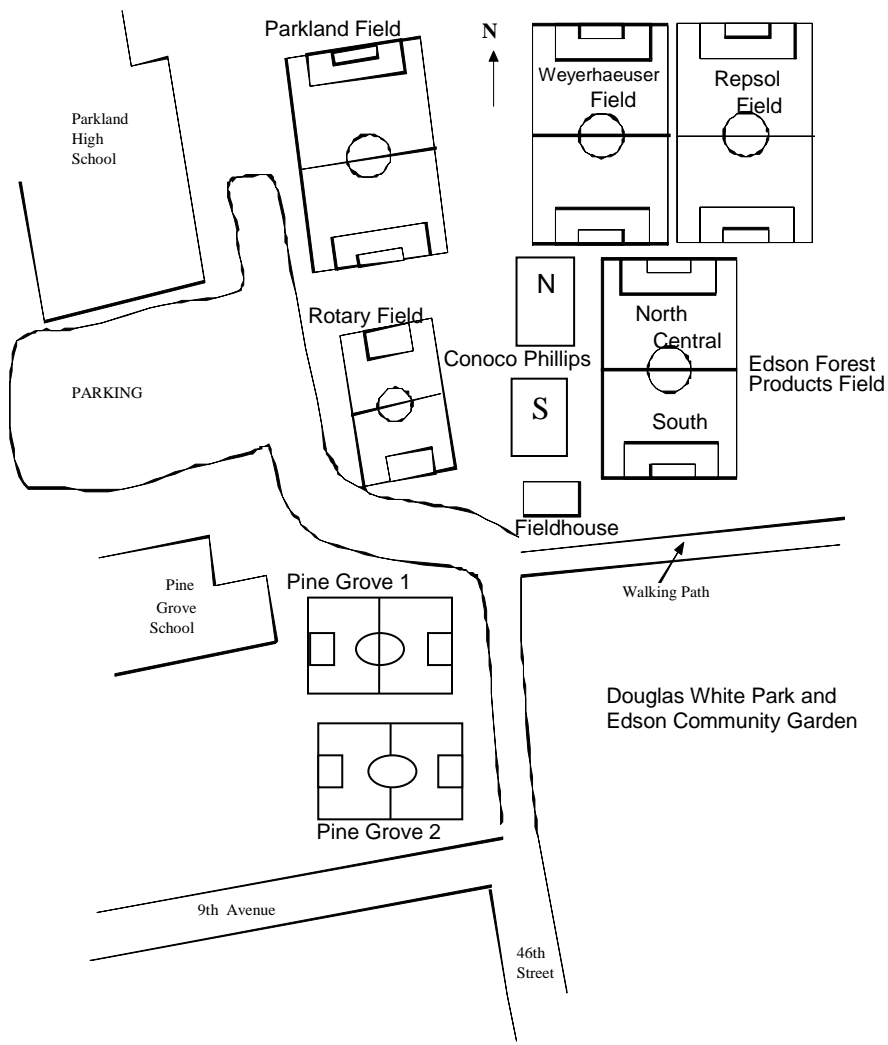 Parkland Field
N
Weyerhaeuser
Field
Repsol
Field
Parkland
High
School
N
Rotary Field
North
Central
Conoco Phillips
Edson Forest
Products Field
PARKING
S
South
Fieldhouse
Walking Path
Pine Grove 1
Pine
Grove
School
Douglas White Park and
Edson Community Garden
Pine Grove 2
9th Avenue
46th
Street